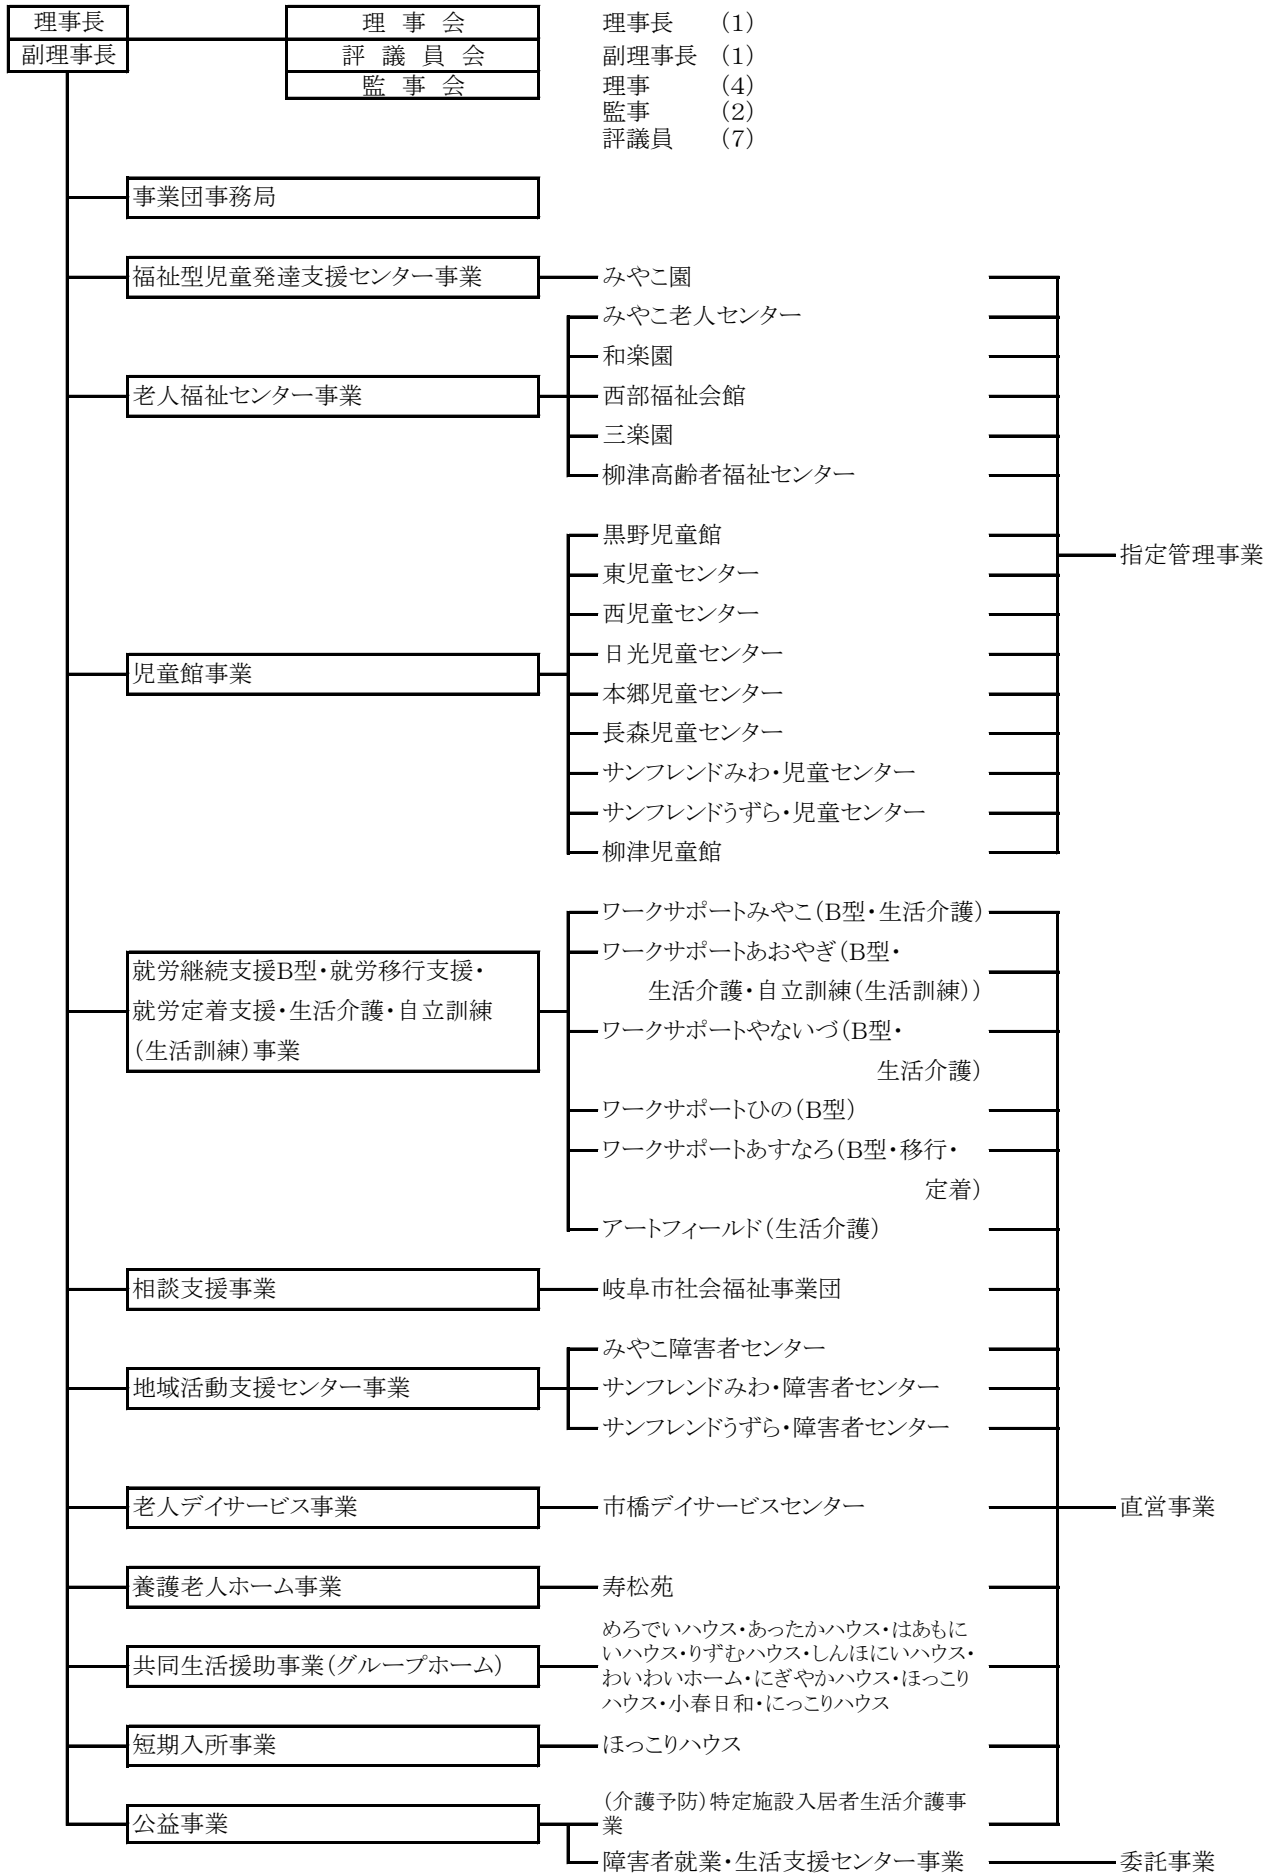 理事長
副理事長
理　事　会
評　議　員　会
監　事　会
理事長　（1）
副理事長　（1）
理事　（4）
監事　（2）
評議員　（7）
事業団事務局
福祉型児童発達支援センター事業
みやこ園
みやこ老人センター
和楽園
老人福祉センター事業
西部福祉会館
三楽園
柳津高齢者福祉センター
黒野児童館
指定管理事業
東児童センター
西児童センター
日光児童センター
児童館事業
本郷児童センター
長森児童センター
サンフレンドみわ・児童センター
サンフレンドうずら・児童センター
柳津児童館
就労継続支援B型・就労移行支援・
就労定着支援・生活介護・自立訓練
（生活訓練）事業
ワークサポートみやこ（B型・生活介護）
ワークサポートあおやぎ（B型・
生活介護・自立訓練（生活訓練））
ワークサポートやないづ（B型・
生活介護）
ワークサポートひの（B型）
ワークサポートあすなろ（B型・移行・
定着）
アートフィールド（生活介護）
相談支援事業
岐阜市社会福祉事業団
みやこ障害者センター
地域活動支援センター事業
サンフレンドみわ・障害者センター
サンフレンドうずら・障害者センター
老人デイサービス事業
市橋デイサービスセンター
直営事業
養護老人ホーム事業
寿松苑
共同生活援助事業（グループホーム）
めろでいハウス・あったかハウス・はあもに
いハウス・りずむハウス・しんほにいハウス・
わいわいホーム・にぎやかハウス・ほっこり
ハウス・小春日和・にっこりハウス
短期入所事業
ほっこりハウス
公益事業
（介護予防）特定施設入居者生活介護事
業
障害者就業・生活支援センター事業
委託事業